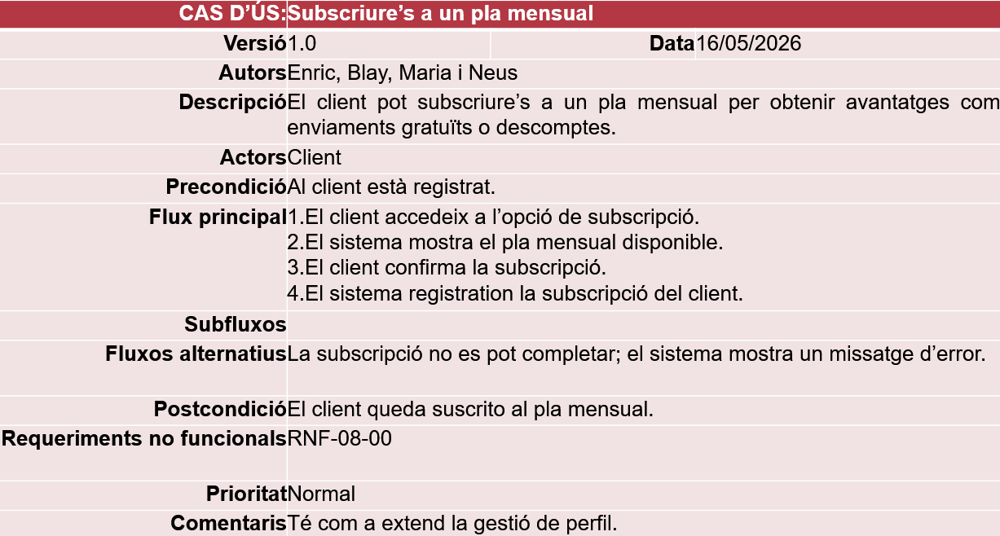 CAS D’ÚS: Subscriure’s a un pla mensual
Versió 1.0 Data 16/05/2026
Autors Enric, Blay, Maria i Neus
Descripció El client pot subscriure’s a un pla mensual per obtenir avantatges com
enviaments gratuïts o descomptes.
Actors Client
Precondició Al client està registrat.
Flux principal 1.El client accedeix a l’opció de subscripció.
2.El sistema mostra el pla mensual disponible.
3.El client confirma la subscripció.
4.El sistema registration la subscripció del client.
Subfluxos
Fluxos alternatius La subscripció no es pot completar; el sistema mostra un missatge d’error.
Postcondició El client queda suscrito al pla mensual.
Requeriments no funcionals RNF-08-00
Prioritat Normal
Comentaris Té com a extend la gestió de perfil.